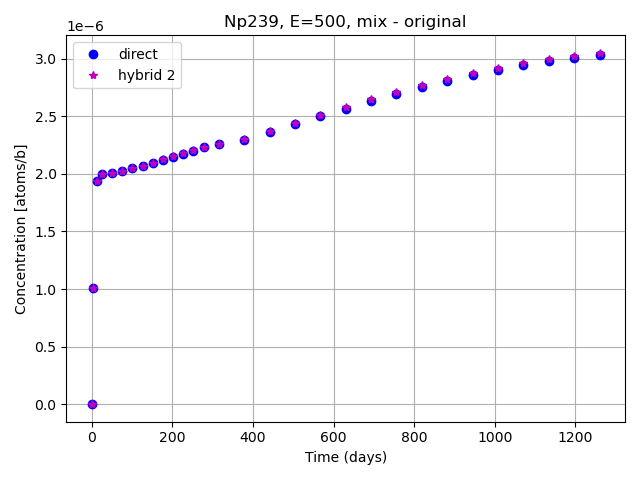 Np239, E=500, mix - original
1e−6
direct
hybrid 2
3.0
2.5
2.0
1.5
1.0
0.5
0.0
Concentration [atoms/b]
0 200 400 600 800 1000 1200
Time (days)